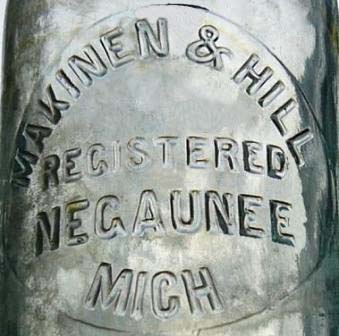 MAKINEN & HILL
REGISTERED
NEGAUNEE
MICH